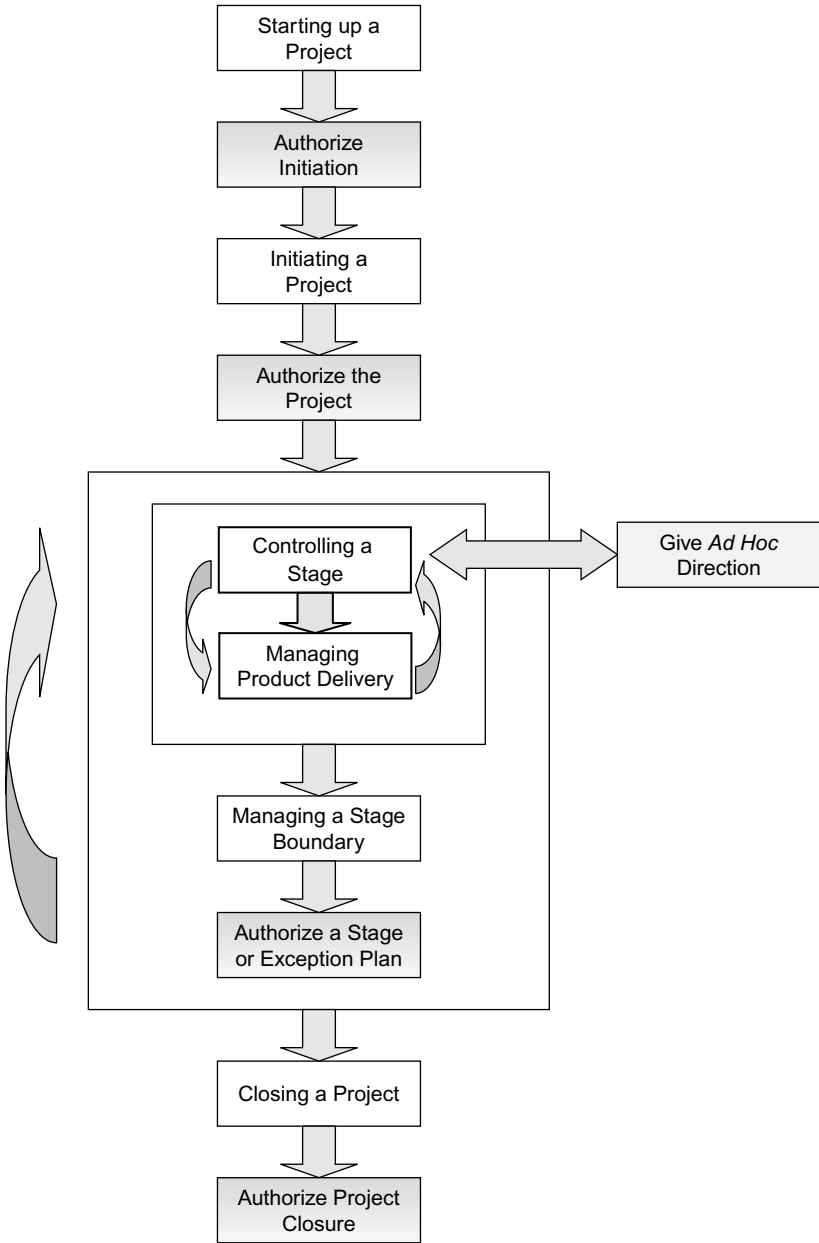 Starting up a
Project
Authorize
Initiation
Initiating a
Project
Authorize the
Project
Controlling a
Stage
Give Ad Hoc
Direction
Managing
Product Delivery
Managing a Stage
Boundary
Authorize a Stage
or Exception Plan
Closing a Project
Authorize Project
Closure